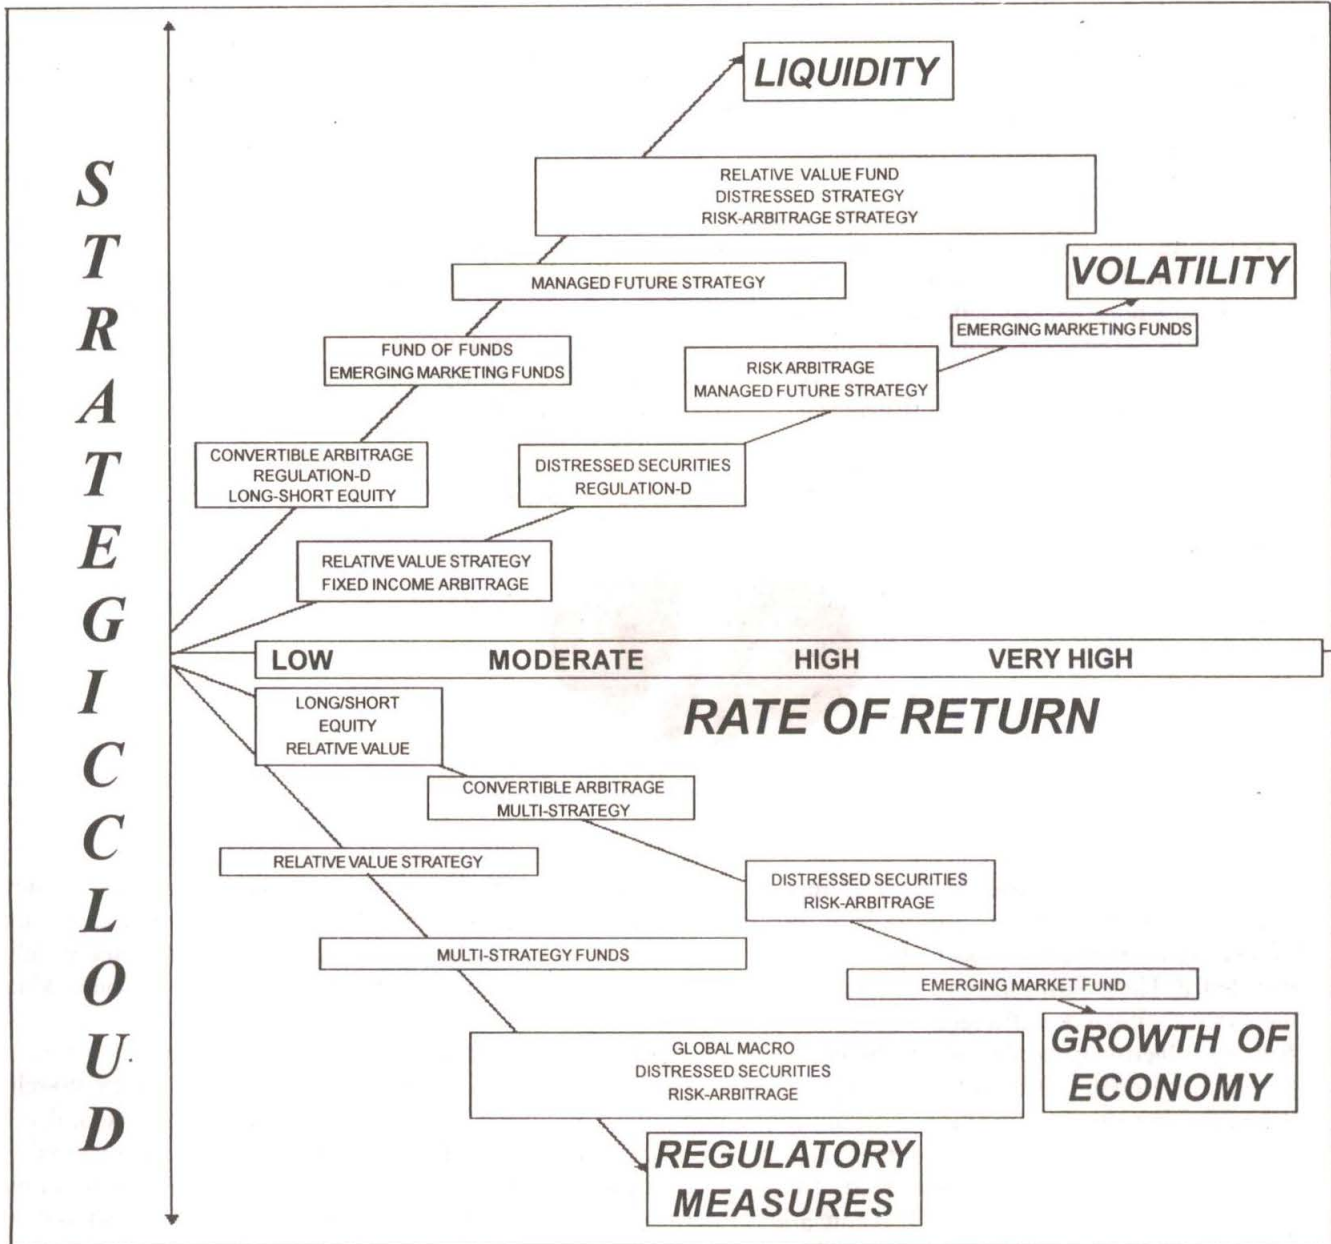 STRATEGIC CLOUD
LIQUIDITY
RELATIVE VALUE FUND
DISTRESSED STRATEGY
RISK-ARBITRAGE STRATEGY
VOLATILITY
MANAGED FUTURE STRATEGY
EMERGING MARKETING FUNDS
FUND OF FUNDS
EMERGING MARKETING FUNDS
RISK ARBITRAGE
MANAGED FUTURE STRATEGY
CONVERTIBLE ARBITRAGE
REGULATION-D
LONG-SHORT EQUITY
DISTRESSED SECURITIES
REGULATION-D
RELATIVE VALUE STRATEGY
FIXED INCOME ARBITRAGE
LOW MODERATE HIGH VERY HIGH
RATE OF RETURN
LONG/SHORT
EQUITY
RELATIVE VALUE
CONVERTIBLE ARBITRAGE
MULTI-STRATEGY
RELATIVE VALUE STRATEGY
DISTRESSED SECURITIES
RISK-ARBITRAGE
MULTI-STRATEGY FUNDS
EMERGING MARKET FUND
GROWTH OF
ECONOMY
GLOBAL MACRO
DISTRESSED SECURITIES
RISK-ARBITRAGE
REGULATORY
MEASURES